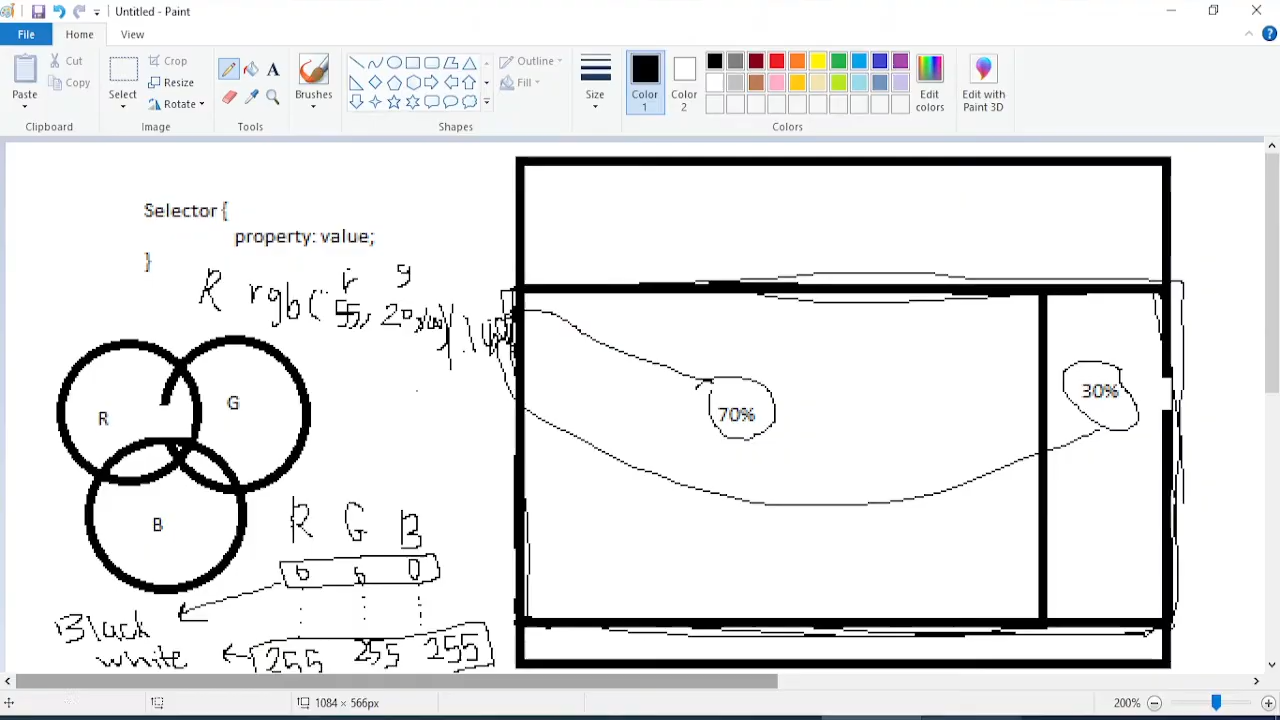 Untitled - Paint
File
Home
View
Paste
Cut
Copy
Clipboard
Select
Crop
Resize
Rotate
Image
A
Tools
Brushes
Shapes
Outline
Fill
Size
Color 1
Color 2
Edit colors
Colors
Edit with Paint 3D
Selector {
property: value;
}
r g
R rgb(
R
G
B
70%
30%
R G B
0 0 0
Black
white
255 255 255
1084 × 566px
200%